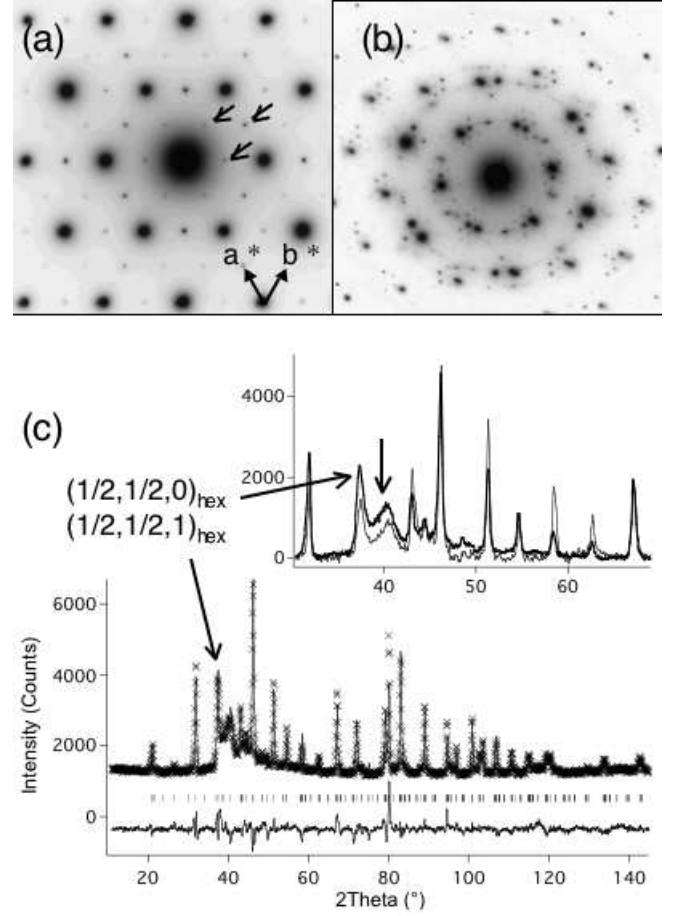 (a)
(b)
a * b *
(c)
4000
2000
0
40 50 60
(1/2,1/2,0)hex
(1/2,1/2,1)hex
6000
4000
2000
0
Intensity (Counts)
20 40 60 80 100 120 140
2Theta (°)